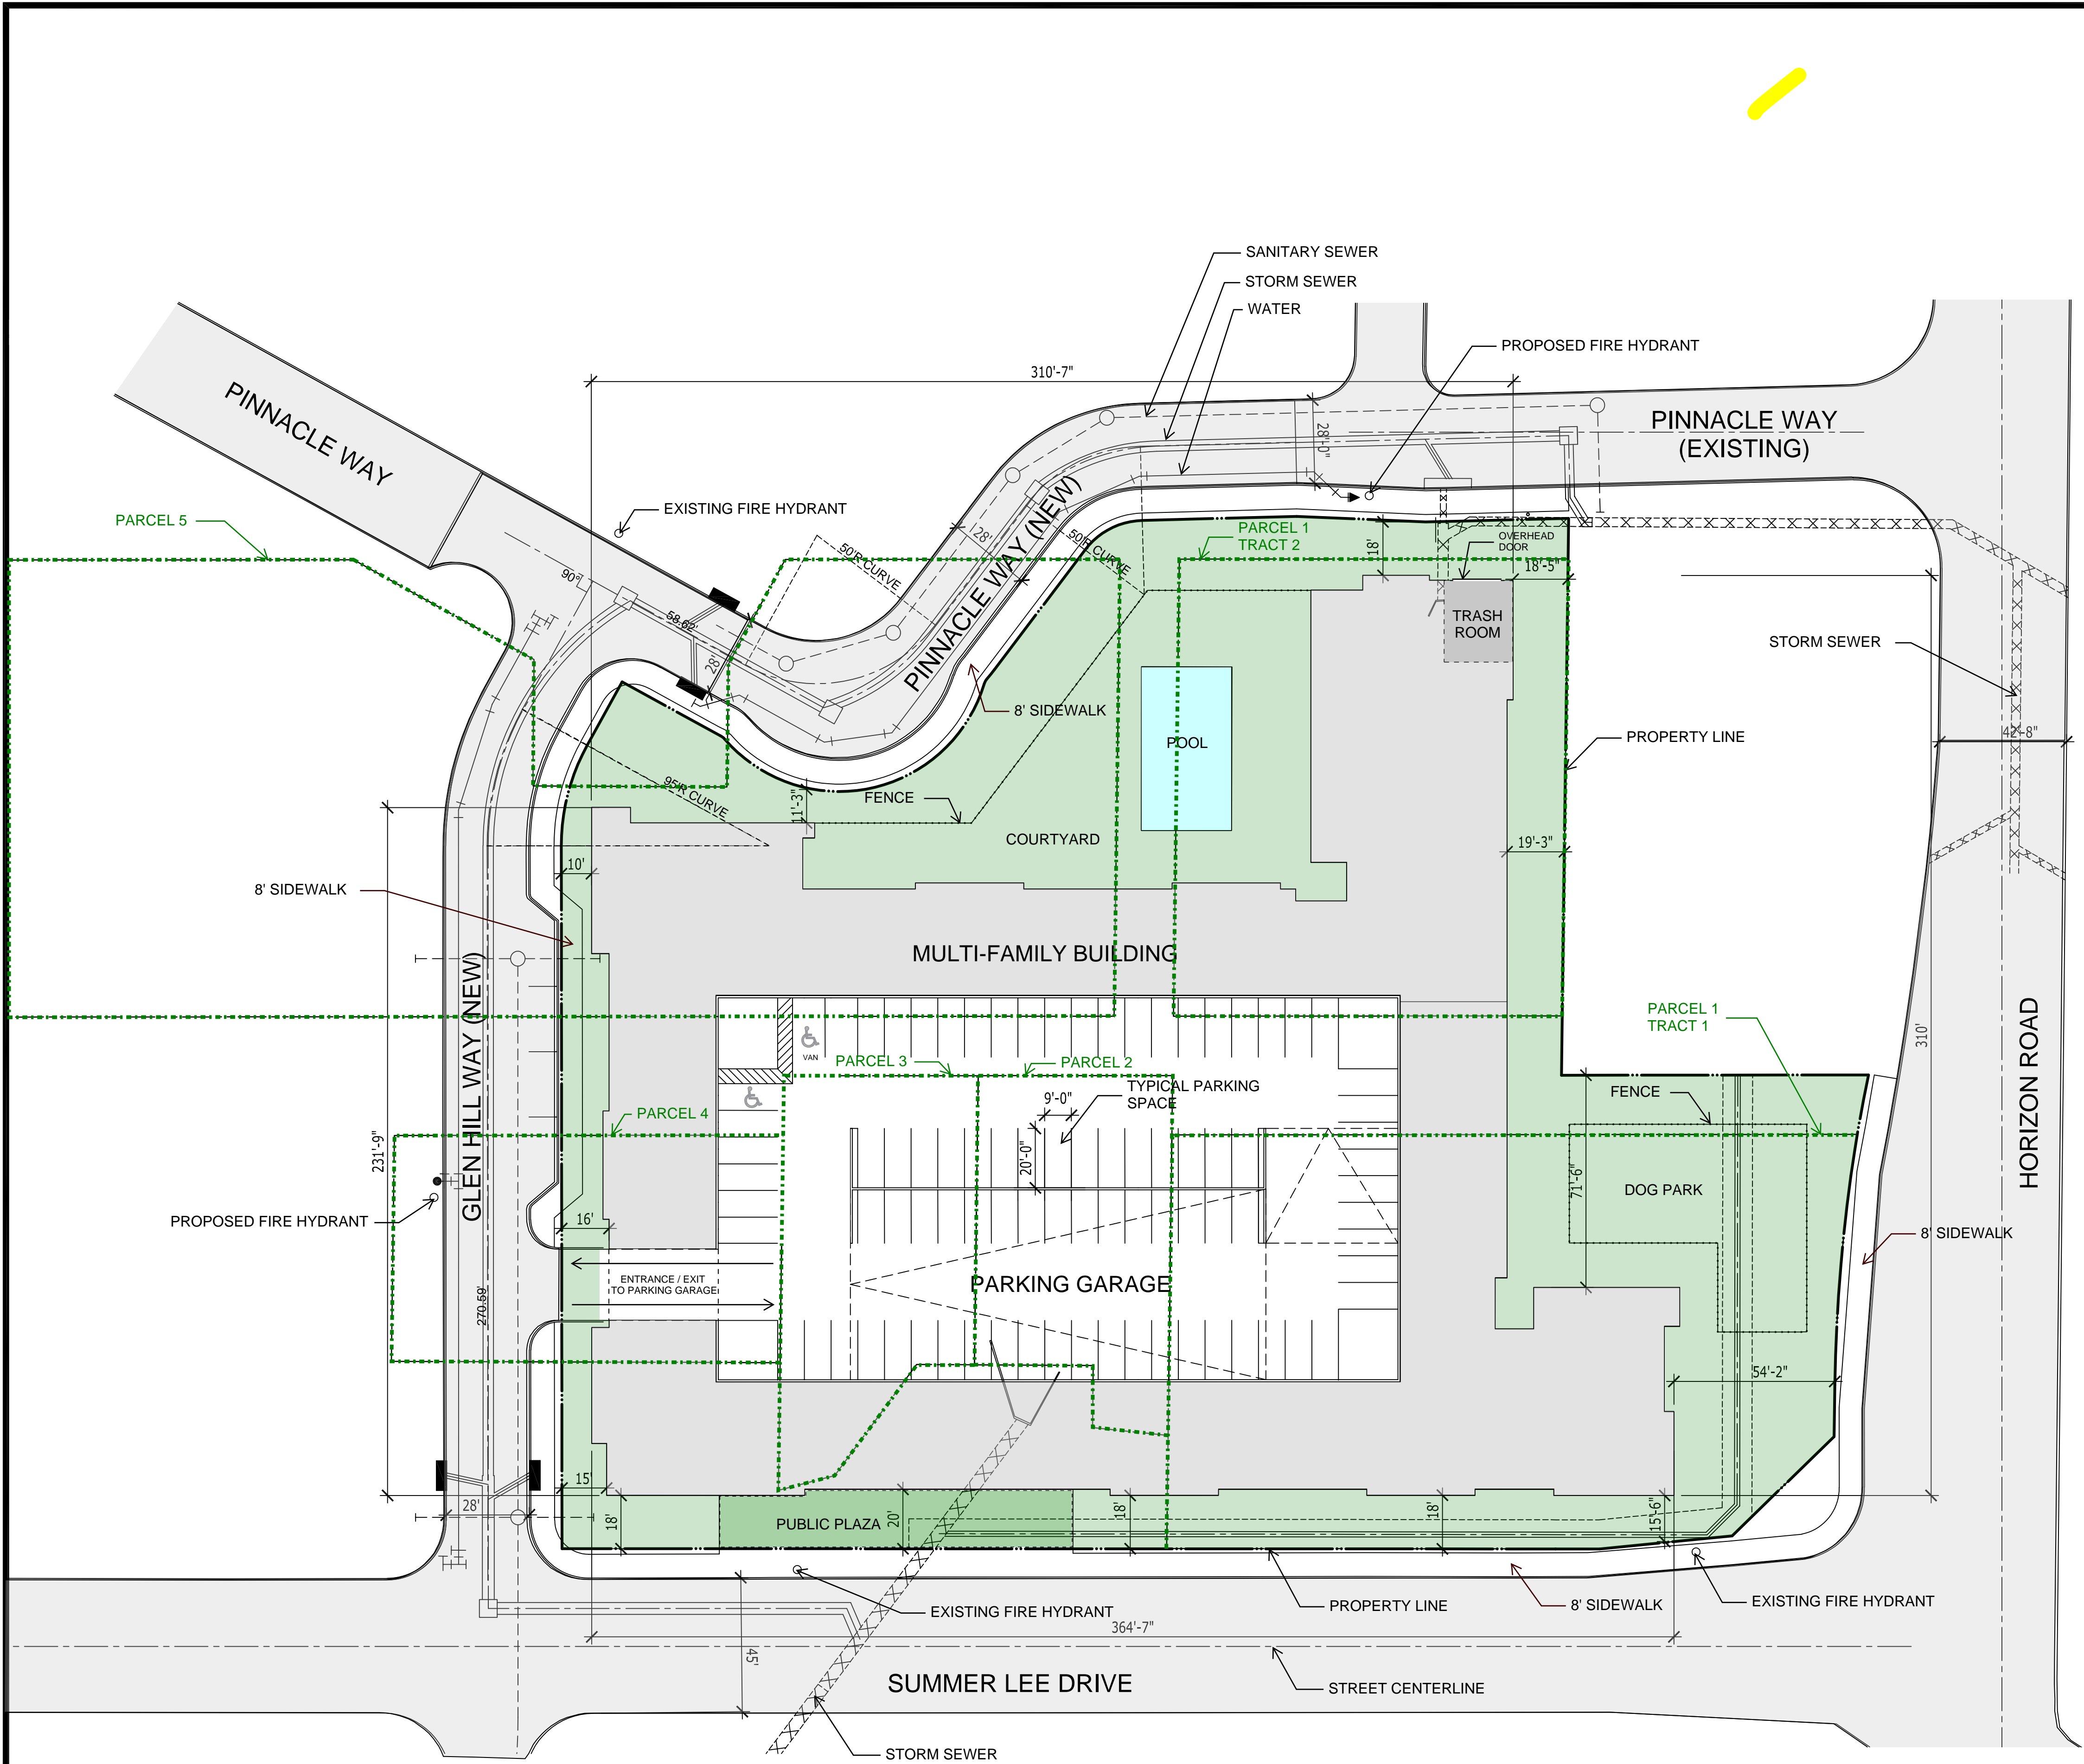 SANITARY SEWER
STORM SEWER
WATER
PROPOSED FIRE HYDRANT
310'-7"
PINNACLE WAY
PINNACLE WAY
(EXISTING)
28'-0"
EXISTING FIRE HYDRANT
PARCEL 5
PARCEL 1
TRACT 2
OVERHEAD
DOOR
18'
18'-5"
50'R CURVE
50'R CURVE
28'
PINNACLE WAY (NEW)
90°
58.62'
28'
TRASH
ROOM
STORM SEWER
8' SIDEWALK
POOL
PROPERTY LINE
42'-8"
95'R CURVE
11'-3"
FENCE
COURTYARD
19'-3"
10'
8' SIDEWALK
MULTI-FAMILY BUILDING
GLEN HILL WAY (NEW)
HORIZON ROAD
310'
PARCEL 1
TRACT 1
VAN
PARCEL 3
PARCEL 2
TYPICAL PARKING
SPACE
9'-0"
FENCE
PARCEL 4
231'-9"
20'-0"
71'-6"
DOG PARK
PROPOSED FIRE HYDRANT
16'
8' SIDEWALK
ENTRANCE / EXIT
TO PARKING GARAGE
PARKING GARAGE
270.59'
54'-2"
15'
28'
18'
PUBLIC PLAZA
20'
18'
18'
15'-6"
EXISTING FIRE HYDRANT
PROPERTY LINE
8' SIDEWALK
EXISTING FIRE HYDRANT
364'-7"
45'
SUMMER LEE DRIVE
STREET CENTERLINE
STORM SEWER